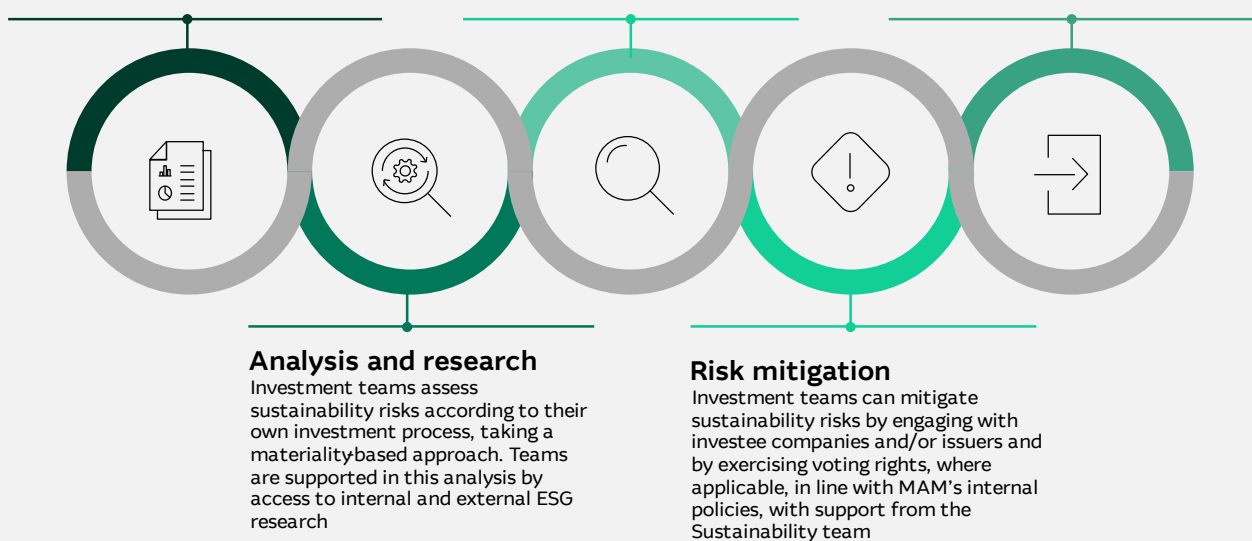 Analysis and research
Investment teams assess
sustainability risks according to their
own investment process, taking a
materiality-based approach. Teams
are supported in this analysis by
access to internal and external ESG
research
Risk mitigation
Investment teams can mitigate
sustainability risks by engaging with
investee companies and/or issuers and
by exercising voting rights, where
applicable, in line with MAM's internal
policies, with support from the
Sustainability team